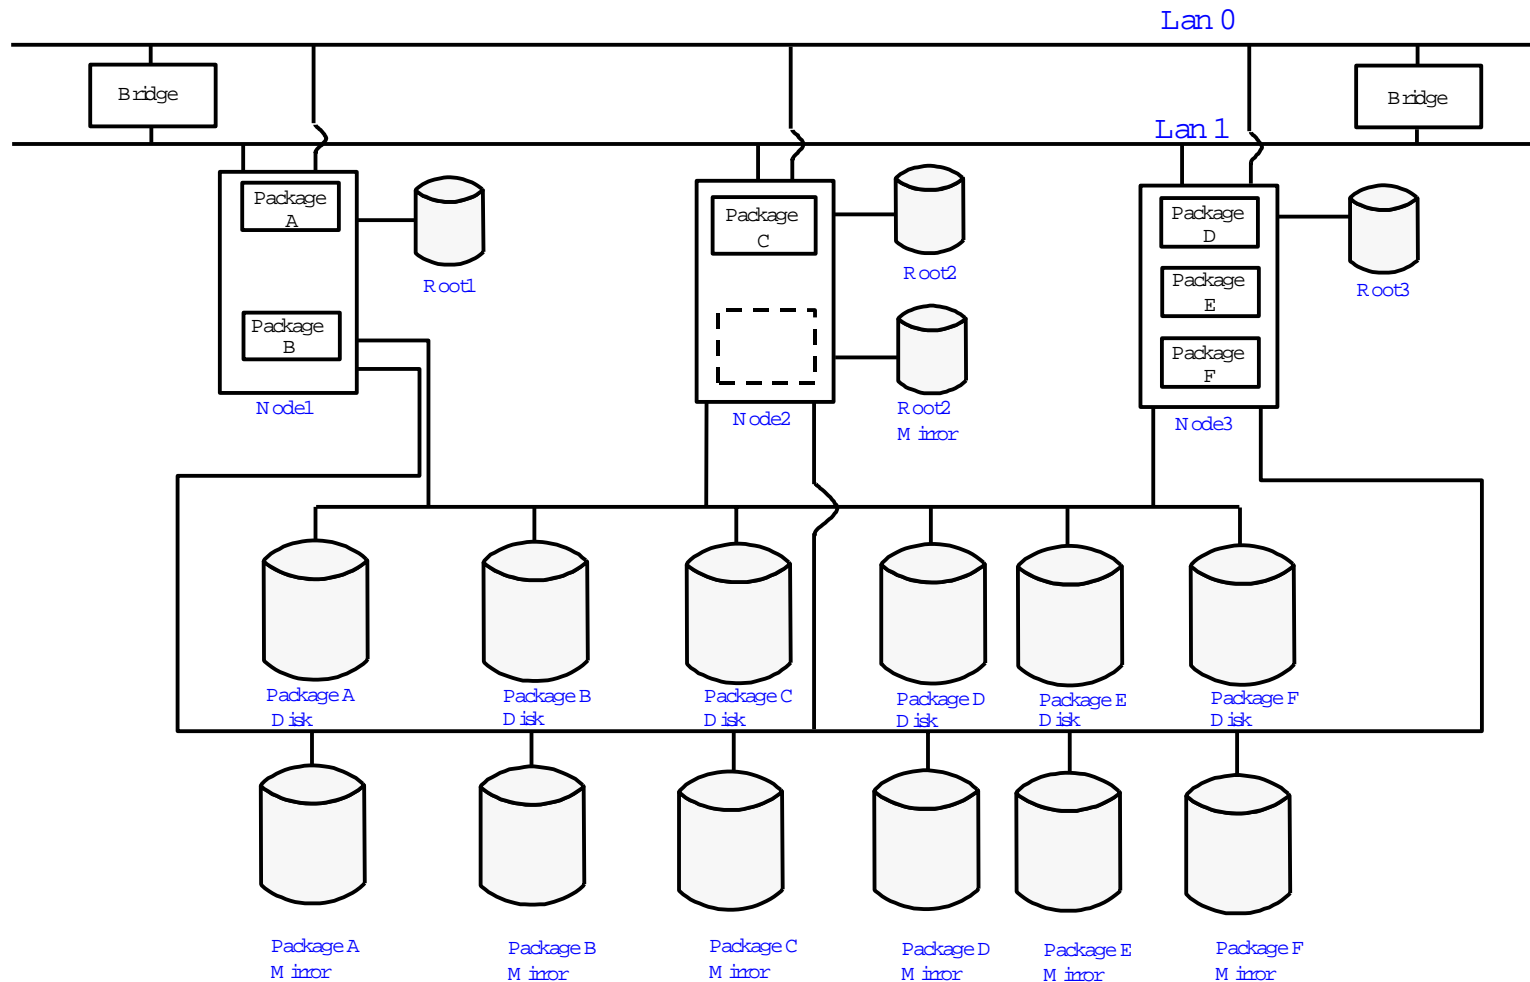 Lan 0
Bridge
Bridge
Lan 1
Package
A
Package
B
Node1
Root1
Package
C
Node2
Root2
Root2
Mirror
Package
D
Package
E
Package
F
Node3
Root3
Package A
Disk
Package B
Disk
Package C
Disk
Package D
Disk
Package E
Disk
Package F
Disk
Package A
Mirror
Package B
Mirror
Package C
Mirror
Package D
Mirror
Package E
Mirror
Package F
Mirror